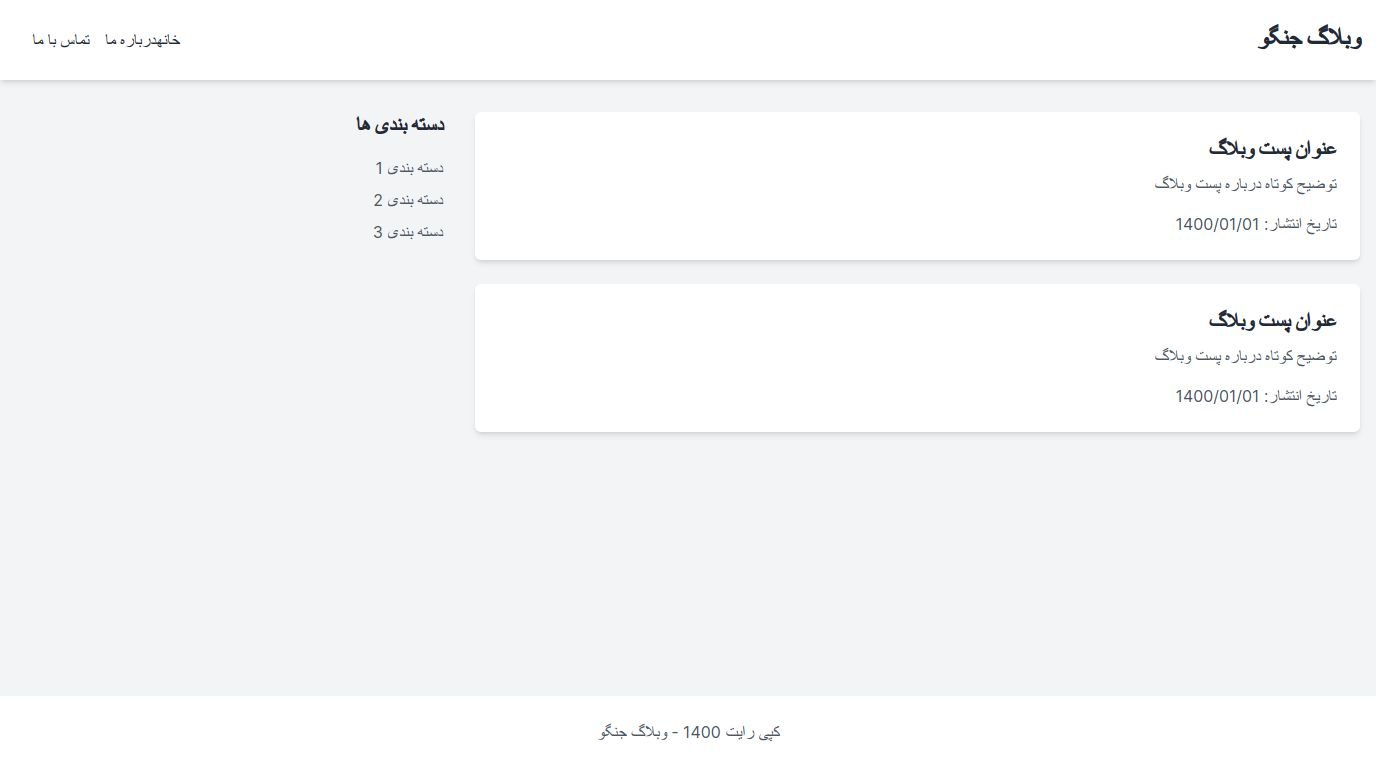 وبلاگ جنگو
خانهدرباره ما تماس با ما
عنوان پست وبلاگ
توضیح کوتاه درباره پست وبلاگ
تاریخ انتشار: 1400/01/01
عنوان پست وبلاگ
توضیح کوتاه درباره پست وبلاگ
تاریخ انتشار: 1400/01/01
دسته بندی ها
دسته بندی 1
دسته بندی 2
دسته بندی 3
کپی رایت 1400 - وبلاگ جنگو